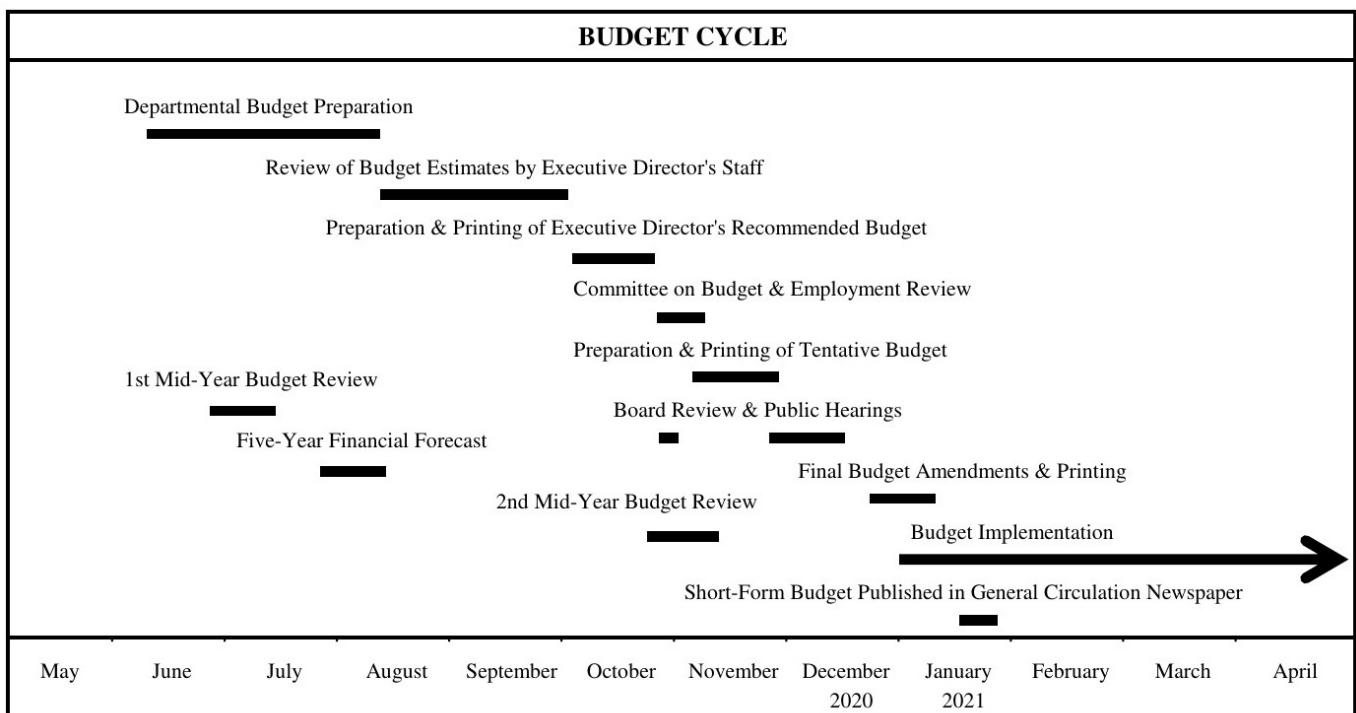 BUDGET CYCLE
Departmental Budget Preparation
Review of Budget Estimates by Executive Director's Staff
Preparation & Printing of Executive Director's Recommended Budget
Committee on Budget & Employment Review
Preparation & Printing of Tentative Budget
1st Mid-Year Budget Review
Board Review & Public Hearings
Five-Year Financial Forecast
Final Budget Amendments & Printing
2nd Mid-Year Budget Review
Budget Implementation
Short-Form Budget Published in General Circulation Newspaper
May June July August September October November December January February March April
2020 2021